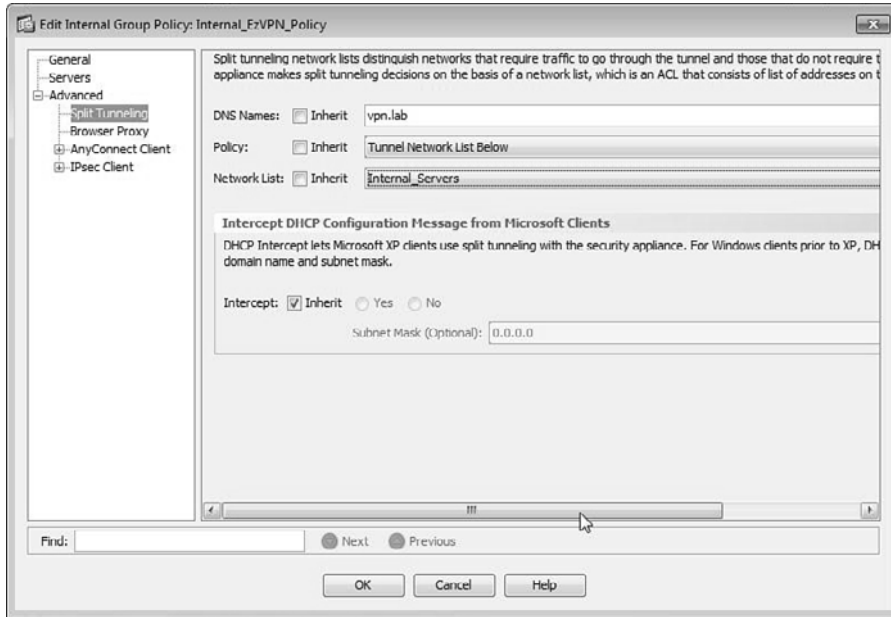 Edit Internal Group Policy: Internal_EzVPN_Policy
General
Servers
Advanced
Split Tunneling
Browser Proxy
AnyConnect Client
IPsec Client
Split tunneling network lists distinguish networks that require traffic to go through the tunnel and those that do not require t
appliance makes split tunneling decisions on the basis of a network list, which is an ACL that consists of list of addresses on t
DNS Names: Inherit vpn.lab
Policy: Inherit Tunnel Network List Below
Network List: Inherit Internal_Servers
Intercept DHCP Configuration Message from Microsoft Clients
DHCP Intercept lets Microsoft XP clients use split tunneling with the security appliance. For Windows clients prior to XP, DH
domain name and subnet mask.
Intercept: Inherit Yes No
Subnet Mask (Optional): 0.0.0.0
Find: Next Previous
OK Cancel Help